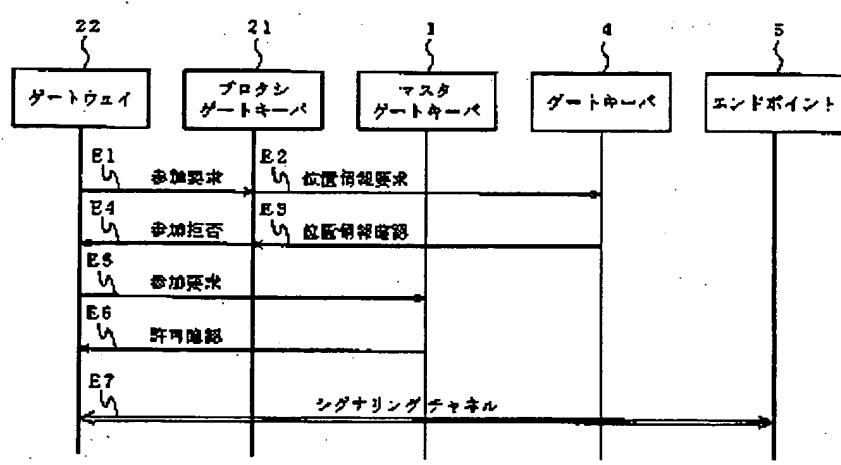 22 21 1 4 5
ゲートウェイ
プロクシ
ゲートキーパ
マスタ
ゲートキーパ
ゲートキーパ
エンドポイント
E1 参加要求
E2 位置情報要求
E4 参加拒否
E3 位置情報確認
E5 参加要求
E6 許可確認
E7 シグナリングチャネル